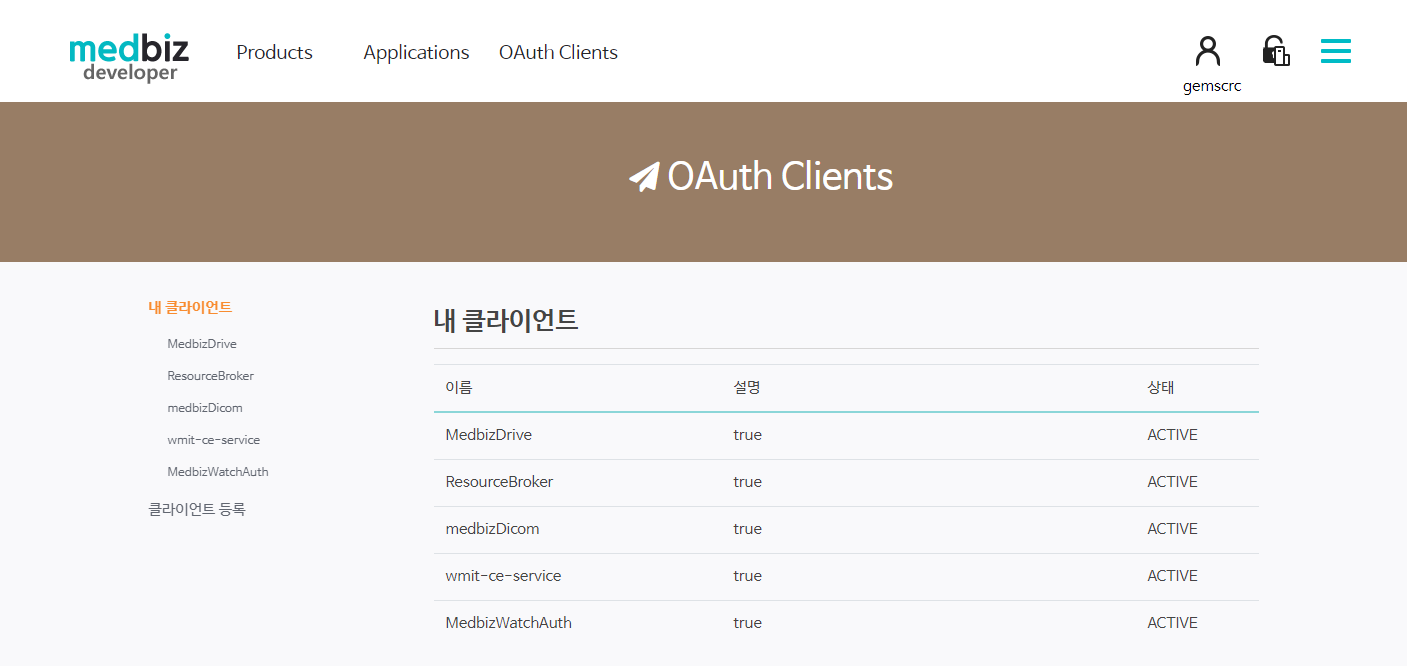 medbiz
developer
Products Applications OAuth Clients
gemscrc
OAuth Clients
내 클라이언트
MedbizDrive
ResourceBroker
medbizDicom
wmit-ce-service
MedbizWatchAuth
클라이언트 등록
내 클라이언트
이름 설명 상태
MedbizDrive true ACTIVE
ResourceBroker true ACTIVE
medbizDicom true ACTIVE
wmit-ce-service true ACTIVE
MedbizWatchAuth true ACTIVE